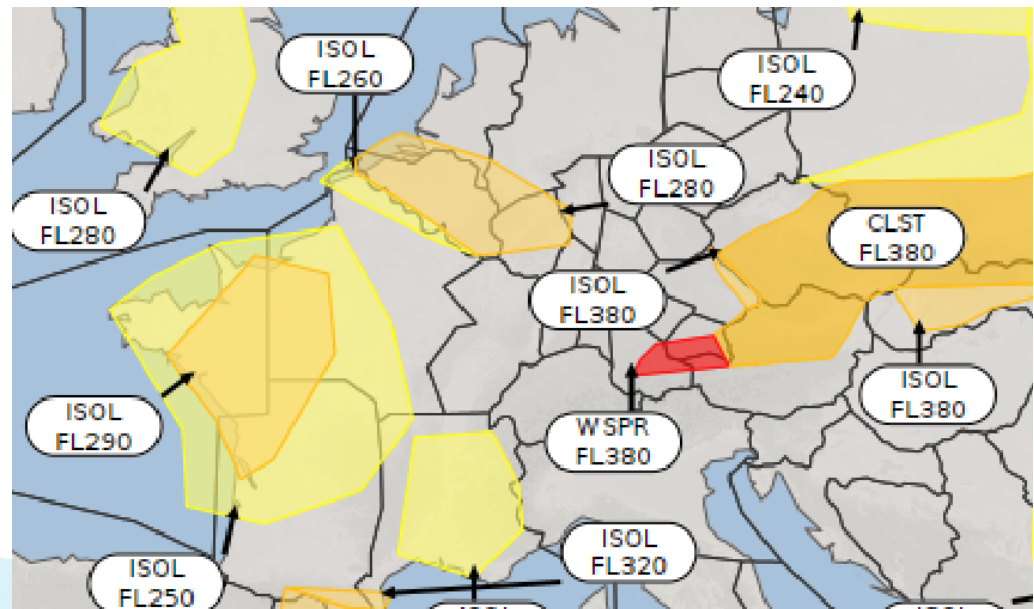 ISOL
FL260
ISOL
FL240
ISOL
FL280
ISOL
FL280
CLST
FL380
ISOL
FL380
ISOL
FL380
ISOL
FL290
WSPR
FL380
ISOL
FL320
ISOL
FL250